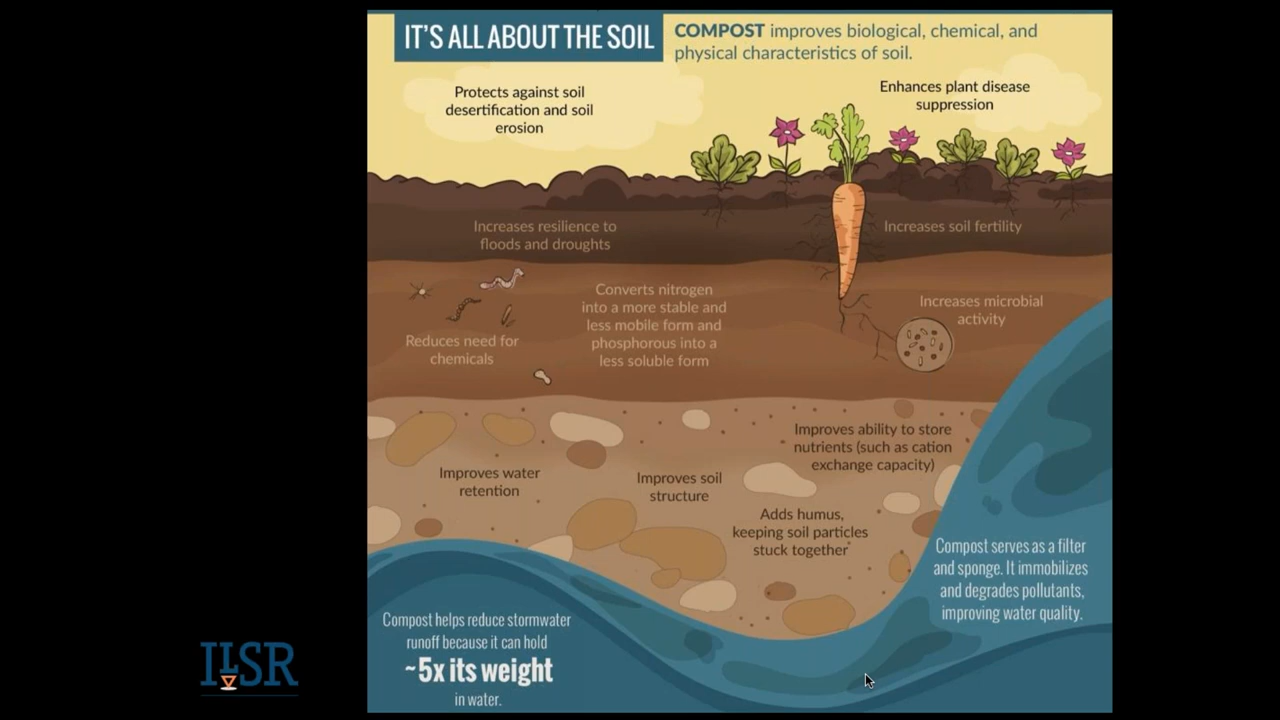 IT'S ALL ABOUT THE SOIL
COMPOST improves biological, chemical, and
physical characteristics of soil.
Protects against soil
desertification and soil
erosion
Enhances plant disease
suppression
Increases resilience to
floods and droughts
Increases soil fertility
Converts nitrogen
into a more stable and
less mobile form and
phosphorous into a
less soluble form
Increases microbial
activity
Reduces need for
chemicals
Improves ability to store
nutrients (such as cation
exchange capacity)
Improves water
retention
Improves soil
structure
Adds humus,
keeping soil particles
stuck together
Compost serves as a filter
and sponge. It immobilizes
and degrades pollutants,
improving water quality.
Compost helps reduce stormwater
runoff because it can hold
~5x its weight
in water.
ILSR